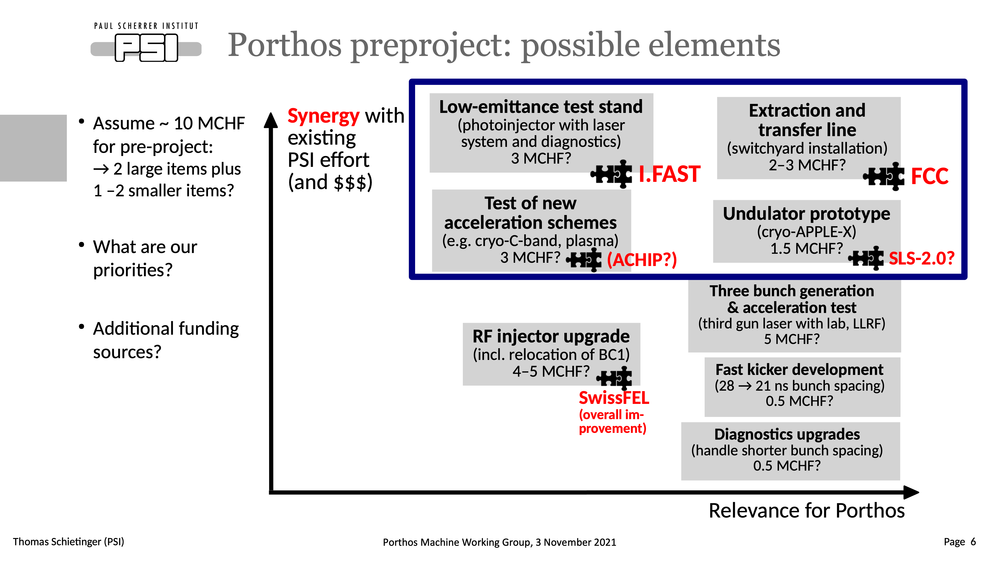 PAUL SCHERRER INSTITUT
PSI
Porthos preproject: possible elements
• Assume ~ 10 MCHF
for pre-project:
→ 2 large items plus
1 –2 smaller items?
• What are our
priorities?
• Additional funding
sources?
Synergy with
existing
PSI effort
(and $$$)
Low-emittance test stand
(photoinjector with laser
system and diagnostics)
3 MCHF?
I.FAST
Extraction and
transfer line
(switchyard installation)
2–3 MCHF?
FCC
Test of new
acceleration schemes
(e.g. cryo-C-band, plasma)
3 MCHF?
(ACHIP?)
Undulator prototype
(cryo-APPLE-X)
1.5 MCHF?
SLS-2.0?
Three bunch generation
& acceleration test
(third gun laser with lab, LLRF)
5 MCHF?
RF injector upgrade
(incl. relocation of BC1)
4–5 MCHF?
SwissFEL
(overall im-
provement)
Fast kicker development
(28 → 21 ns bunch spacing)
0.5 MCHF?
Diagnostics upgrades
(handle shorter bunch spacing)
0.5 MCHF?
Relevance for Porthos
Thomas Schietinger (PSI)
Porthos Machine Working Group, 3 November 2021
Page 6